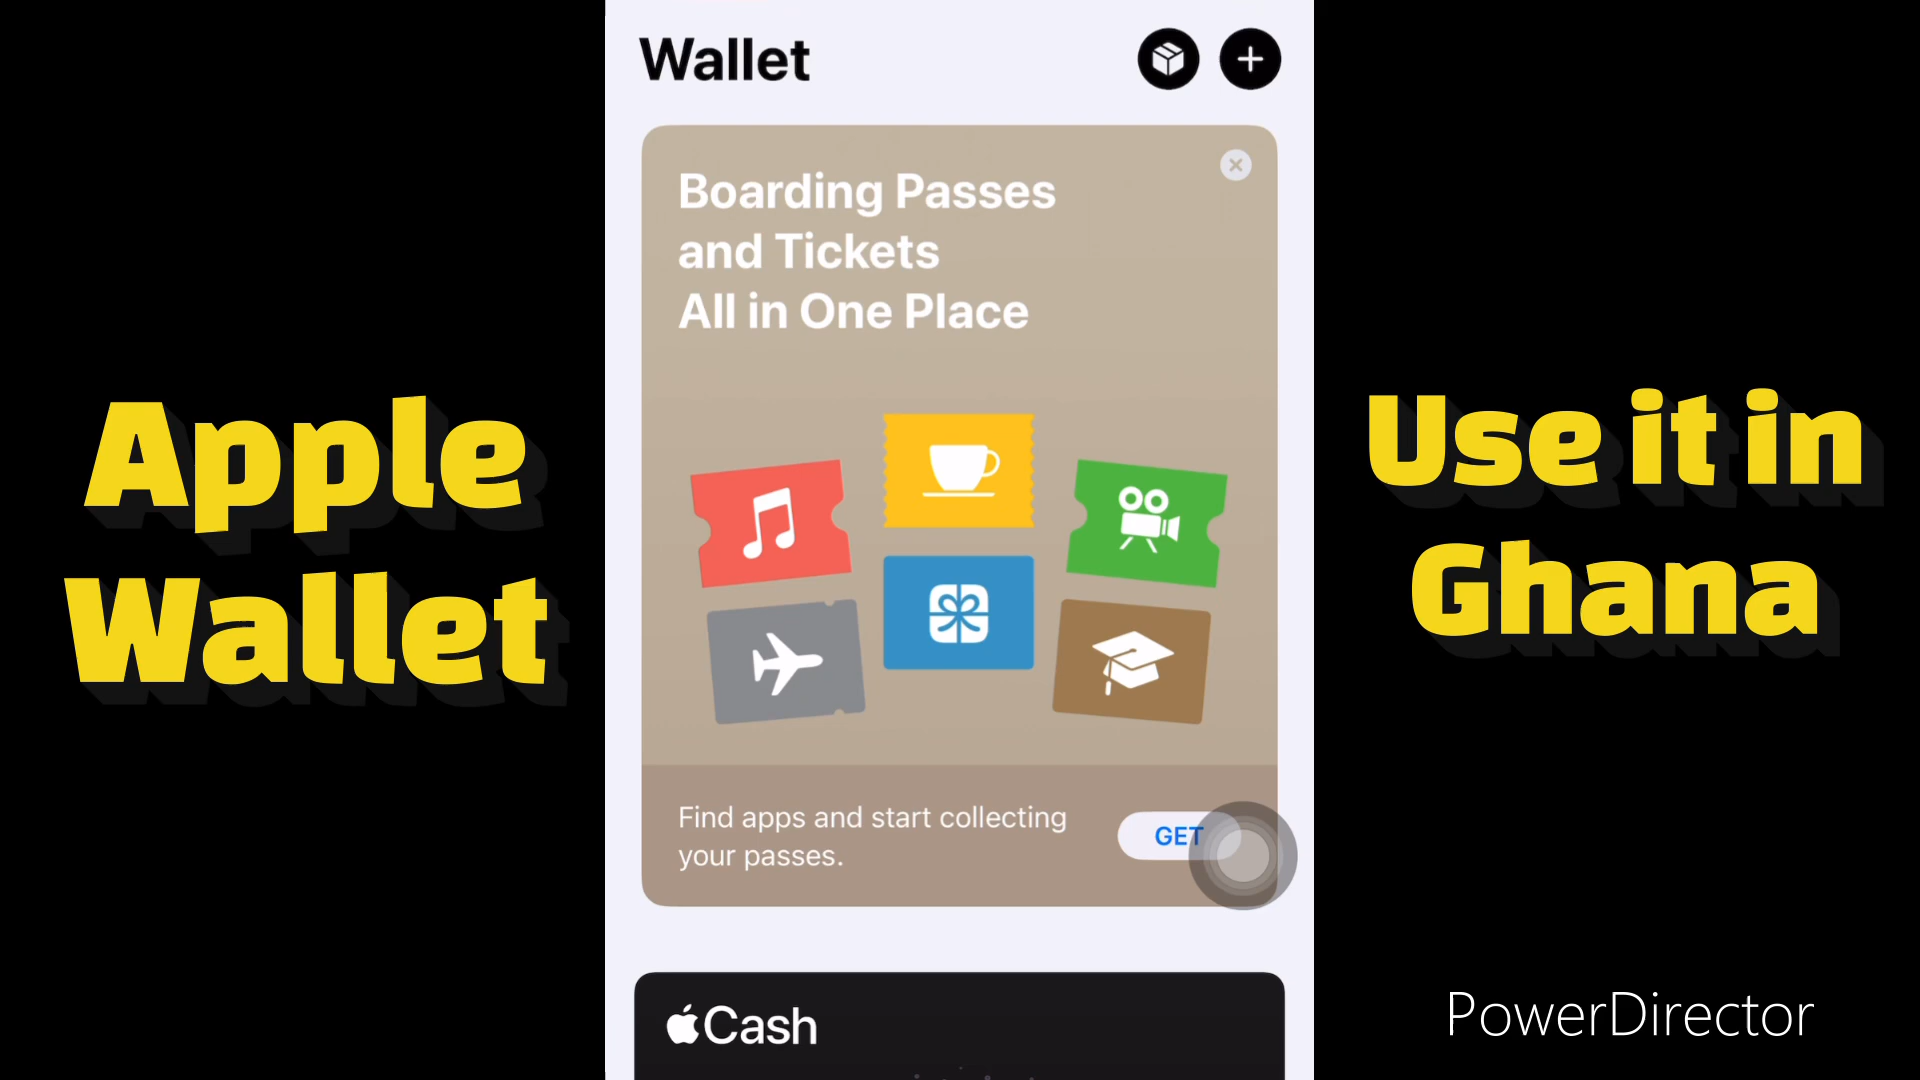 Wallet
Boarding Passes
and Tickets
All in One Place
Find apps and start collecting
your passes.
GET
Cash
Apple
Wallet
Use it in
Ghana
PowerDirector